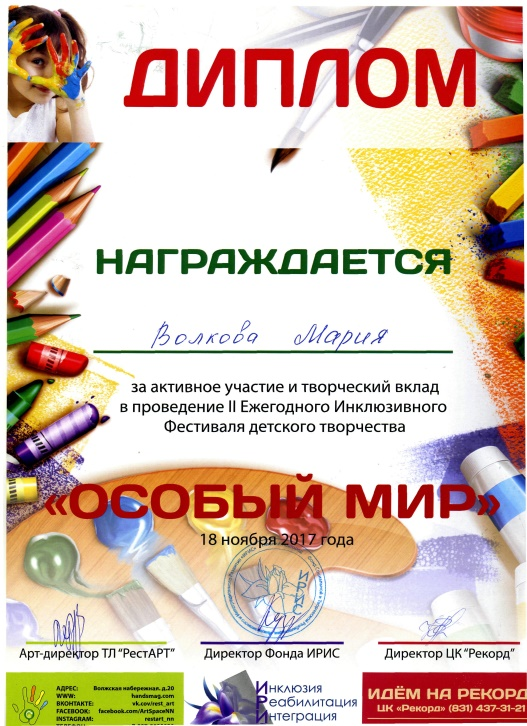 ДИПЛОМ
НАГРАЖДАЕТСЯ
Волкова Мария
за активное участие и творческий вклад
в проведение II Ежегодного Инклюзивного
Фестиваля детского творчества
«ОСОБЫЙ МИР»
18 ноября 2017 года
ИРИС
Арт-директор ТЛ "РестАРТ"
Директор Фонда ИРИС
Директор ЦК "Рекорд"
АДРЕС: Волжская набережная. д.20
WWW: handsmag.com
ВКОНТАКТЕ: vk.cov/rest_art
FACEBOOK: facebook.com/ArtSpaceNN
INSTAGRAM: restart_nn
Инклюзия
Реабилитация
Интеграция
ИДЁМ НА РЕКОРД
ЦК «Рекорд» (831) 437-31-2